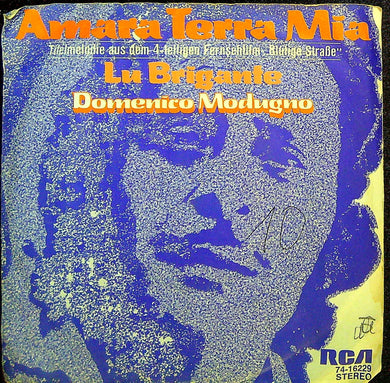 Amara Terra Mia
Titelmelodie aus dem 4-teiligen Fernsehfilm „Blutige Straße“
Lu Brigante
Domenico Modugno
10
RCA
74-16229
STEREO